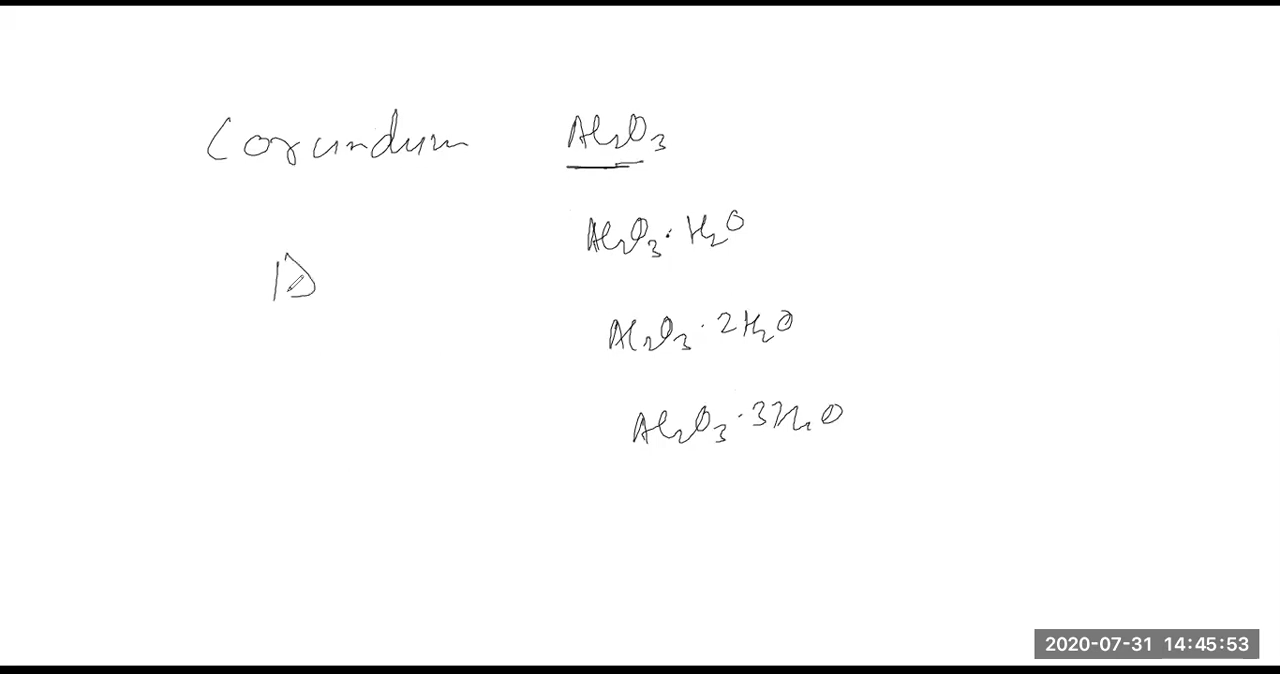 Corundum Al₂O₃
Al₂O₃·H₂O
Al₂O₃·2H₂O
Al₂O₃·3H₂O
2020-07-31 14:45:53